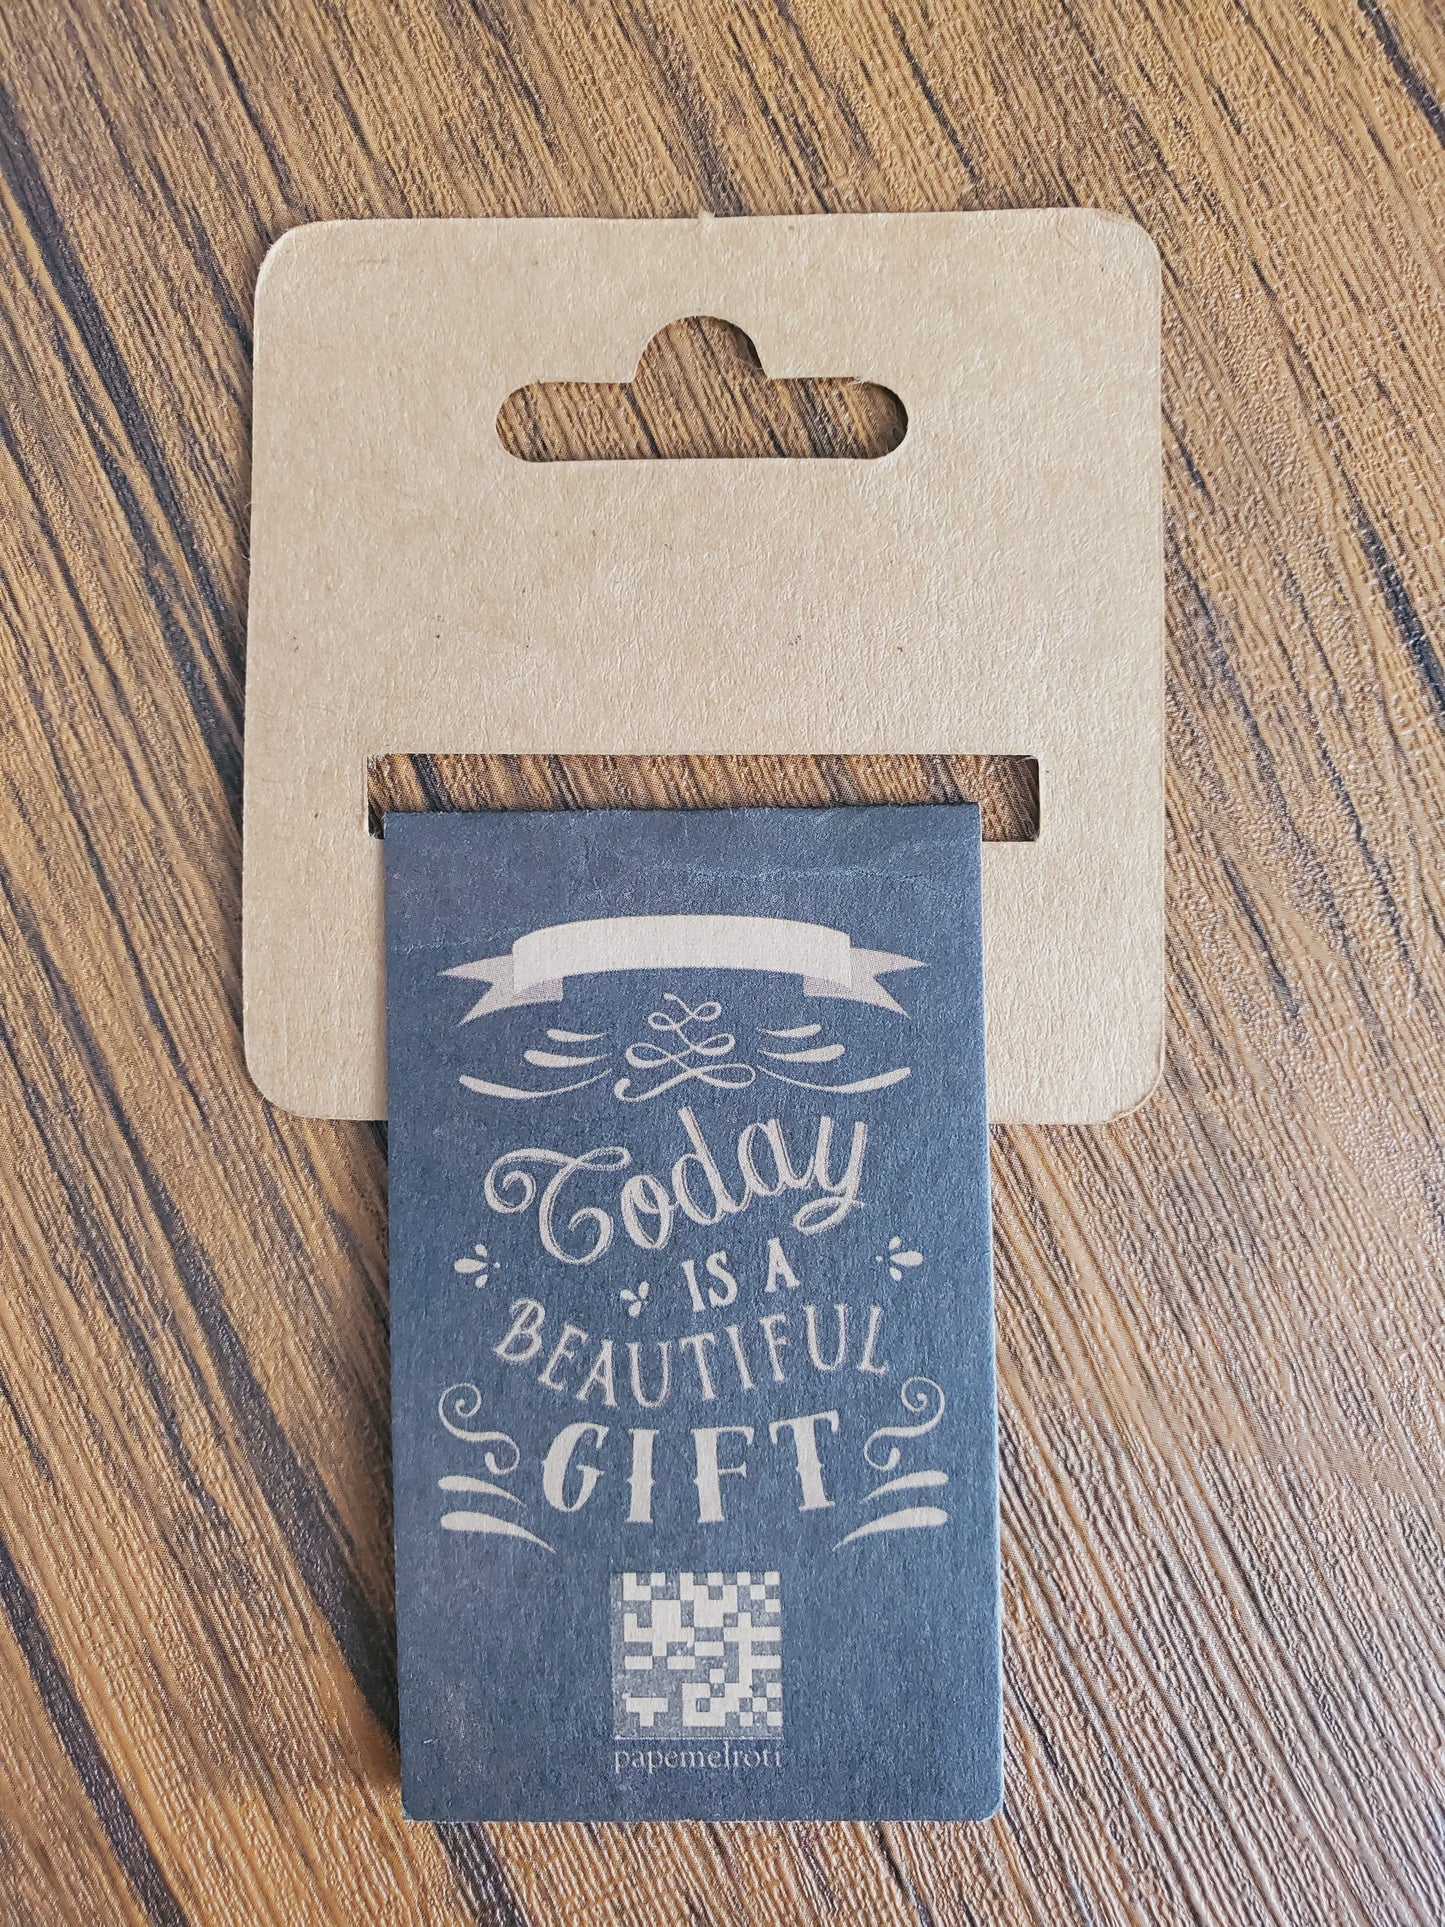 Today
IS A
BEAUTIFUL
GIFT
papemelroti